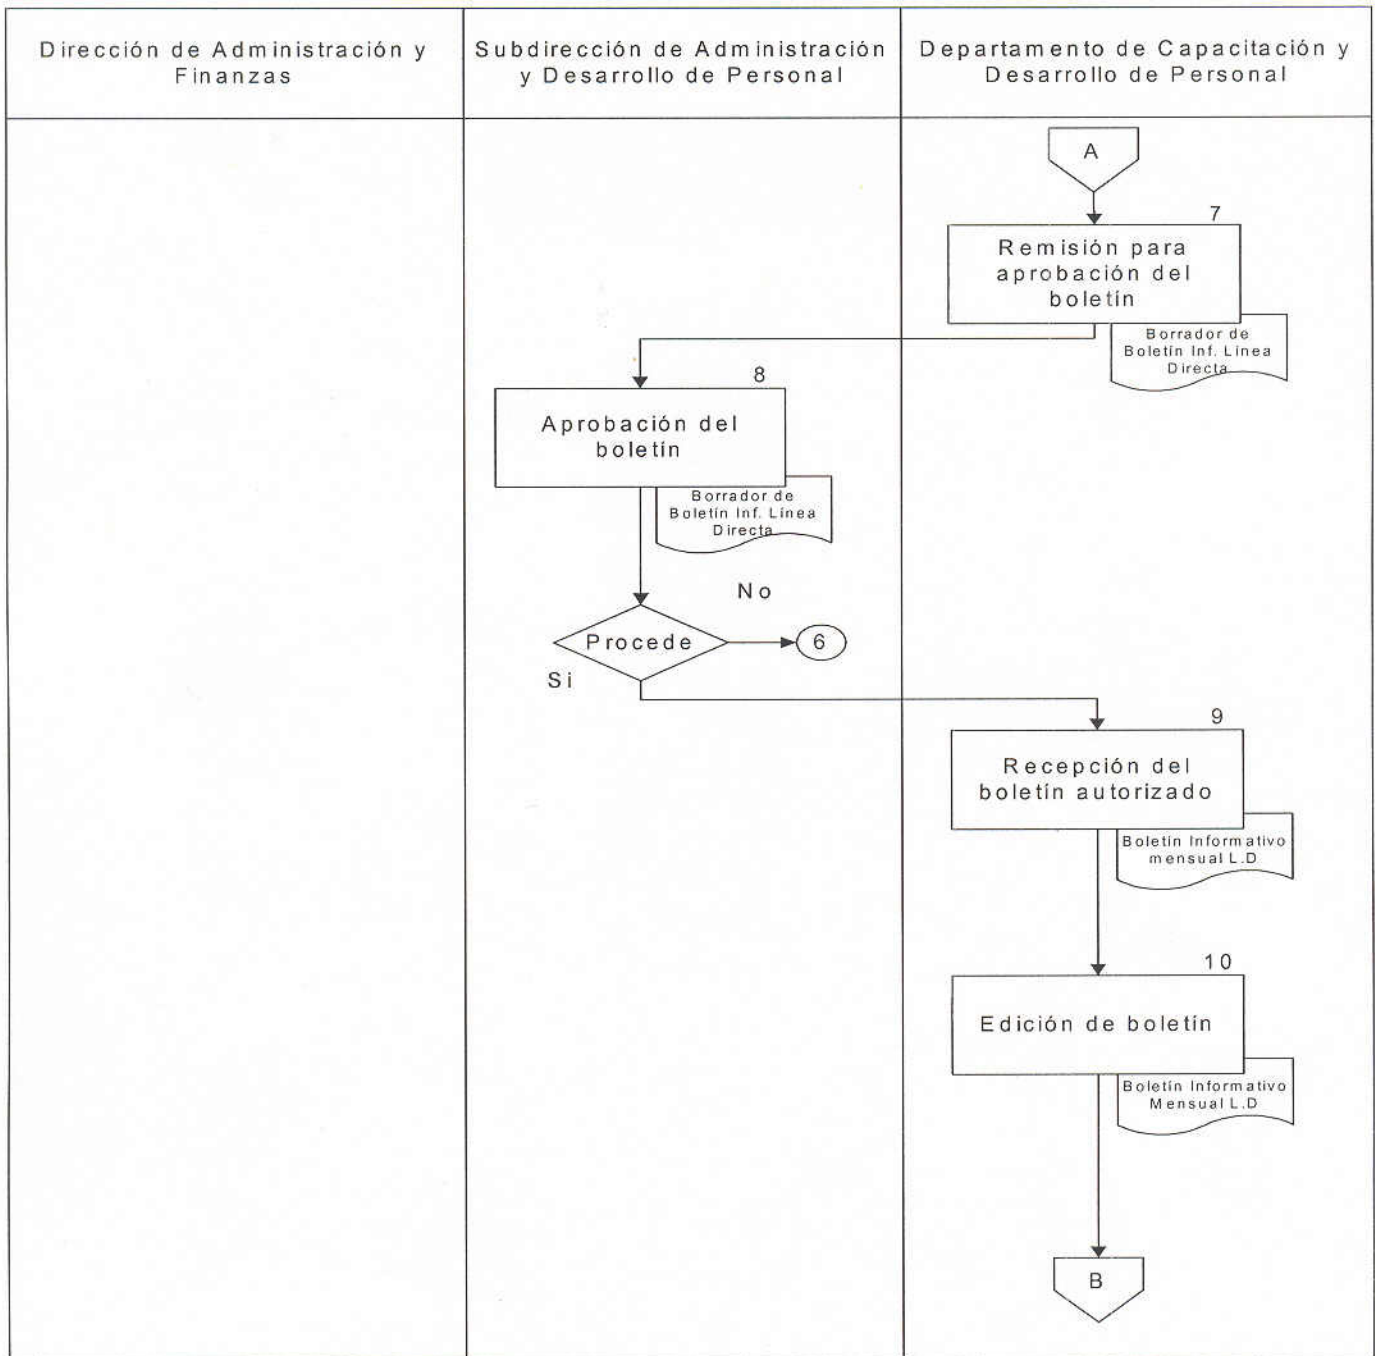 Dirección de Administración y
Finanzas
Subdirección de Administración
y Desarrollo de Personal
Departamento de Capacitación y
Desarrollo de Personal
A
7
Remisión para
aprobación del
boletín
Borrador de
Boletín Inf. Línea
Directa
8
Aprobación del
boletín
Borrador de
Boletín Inf. Línea
Directa
No
Procede
6
Si
9
Recepción del
boletín autorizado
Boletín Informativo
mensual L.D
10
Edición de boletín
Boletín Informativo
Mensual L.D
B